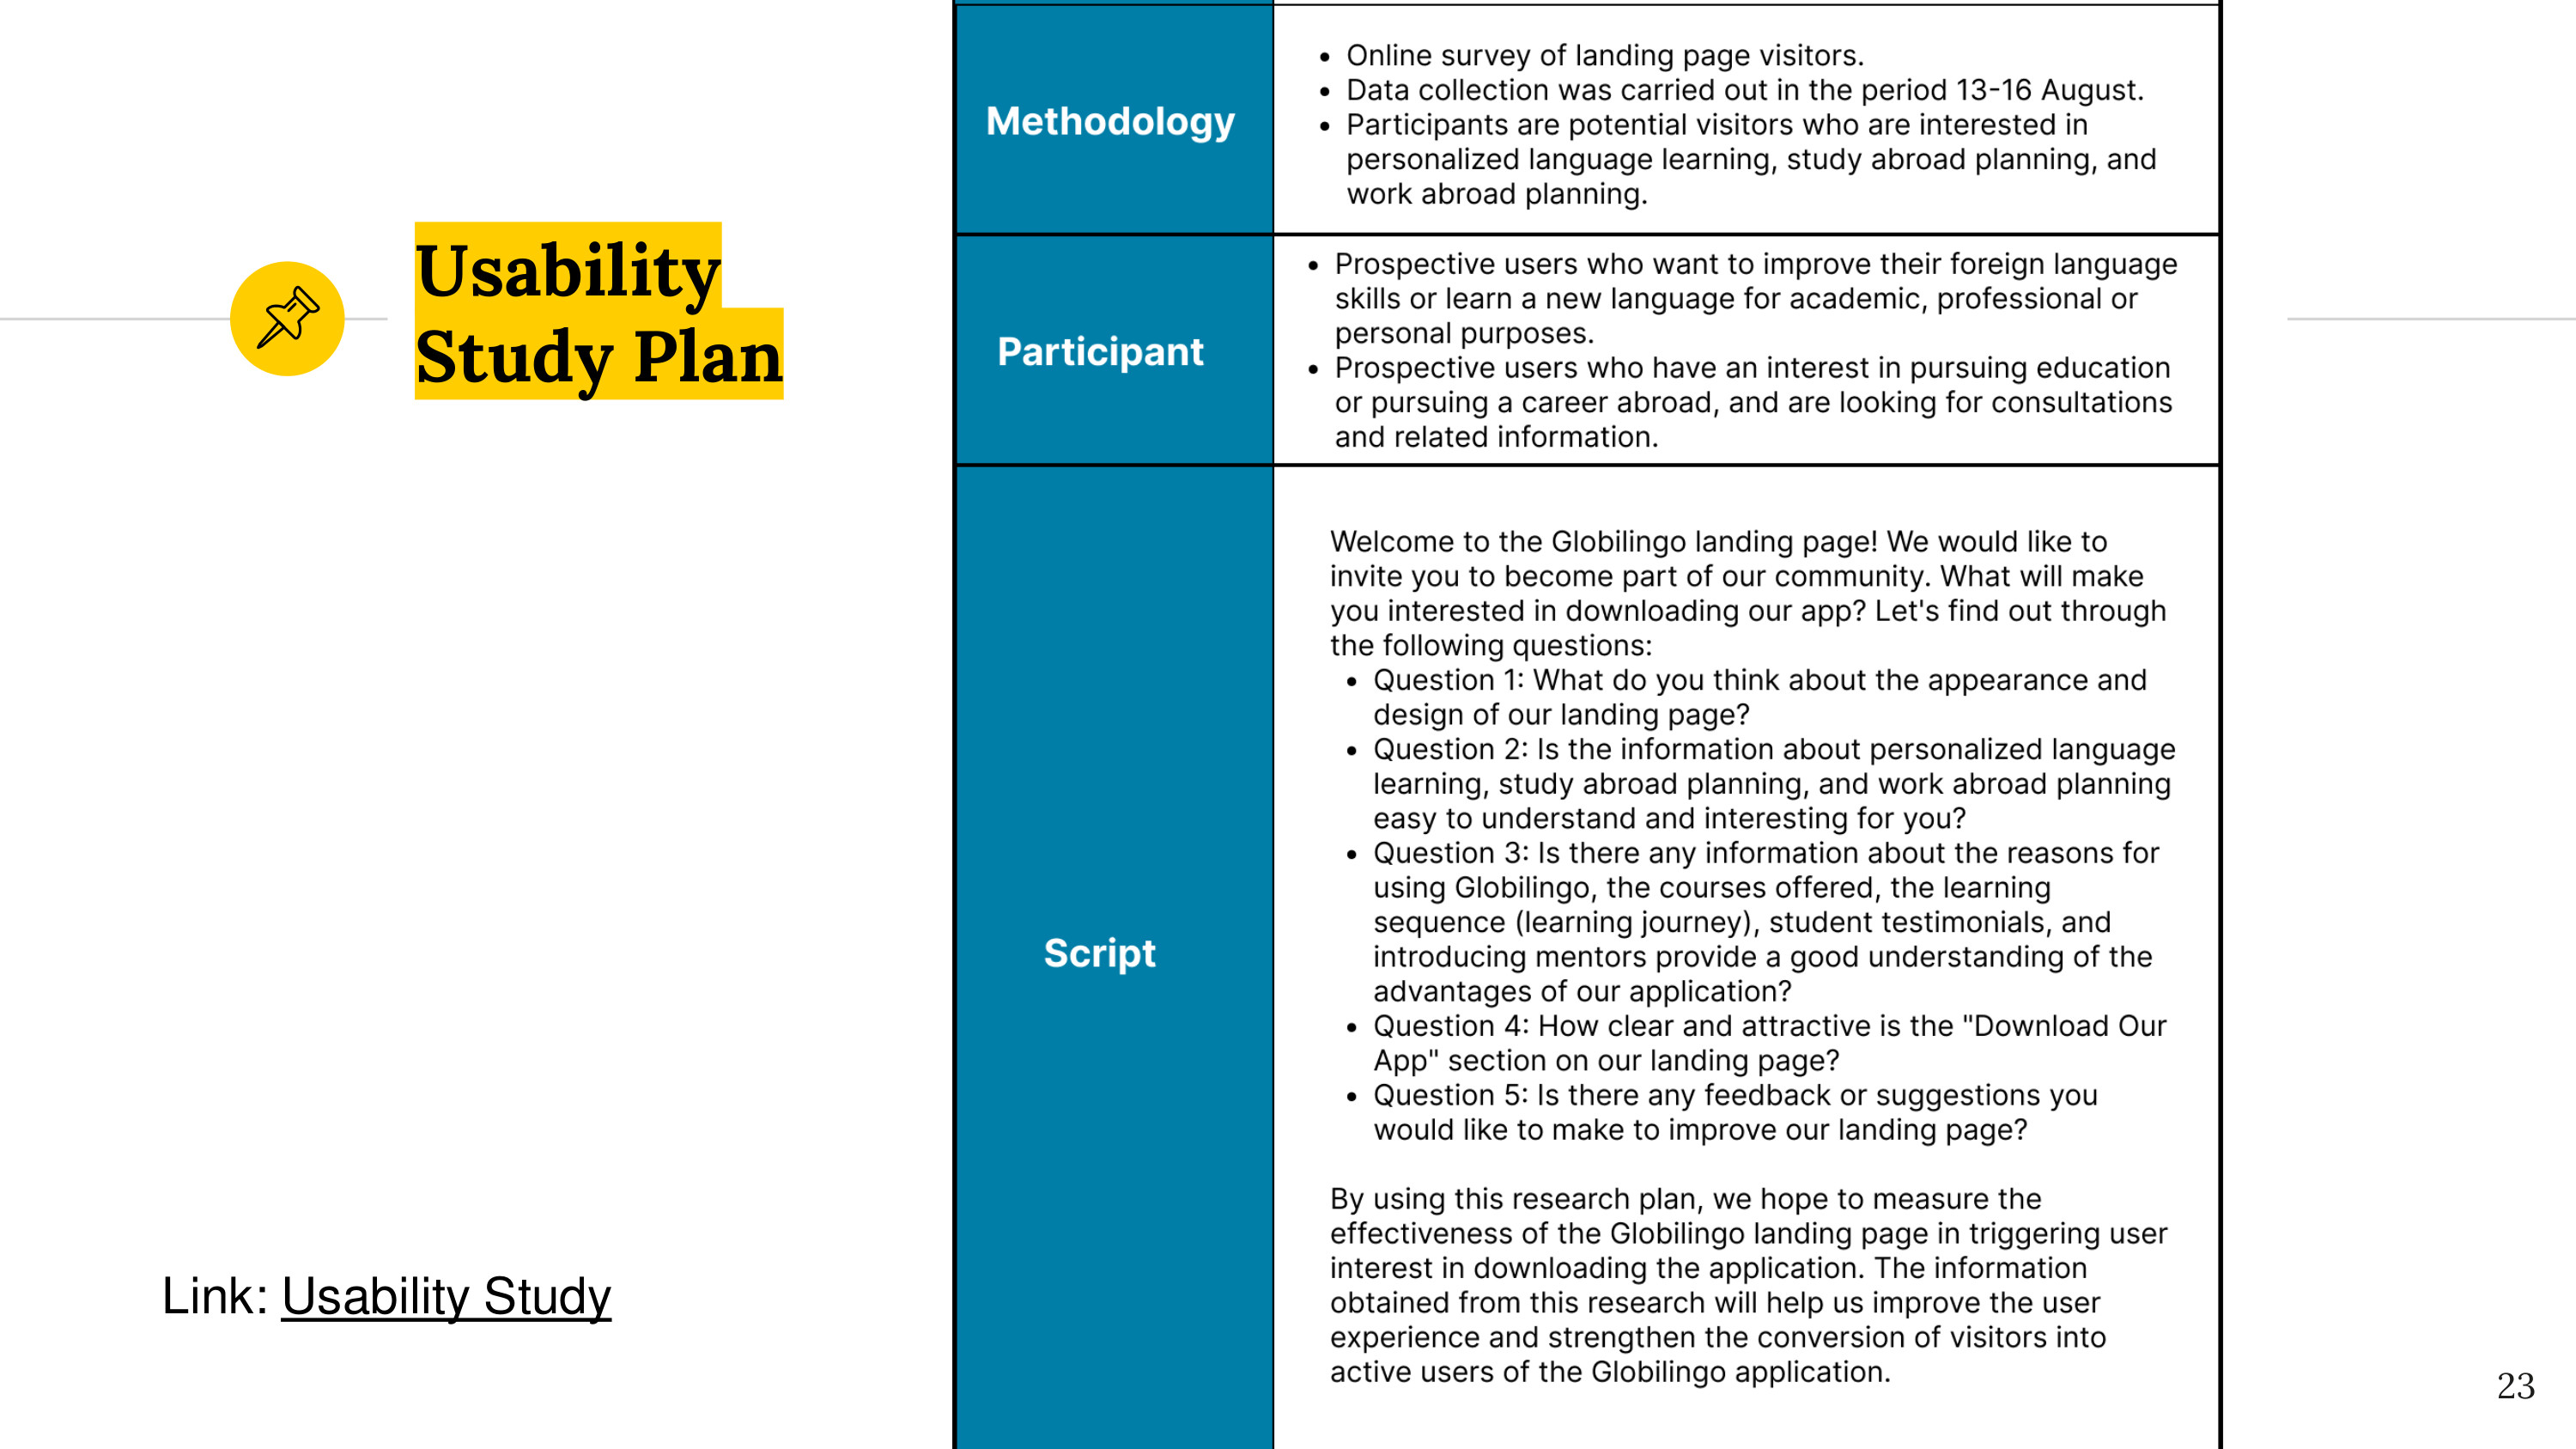 Usability
Study Plan
Methodology
• Online survey of landing page visitors.
• Data collection was carried out in the period 13-16 August.
• Participants are potential visitors who are interested in
personalized language learning, study abroad planning, and
work abroad planning.
Participant
• Prospective users who want to improve their foreign language
skills or learn a new language for academic, professional or
personal purposes.
• Prospective users who have an interest in pursuing education
or pursuing a career abroad, and are looking for consultations
and related information.
Script
Welcome to the Globilingo landing page! We would like to
invite you to become part of our community. What will make
you interested in downloading our app? Let's find out through
the following questions:
• Question 1: What do you think about the appearance and
design of our landing page?
• Question 2: Is the information about personalized language
learning, study abroad planning, and work abroad planning
easy to understand and interesting for you?
• Question 3: Is there any information about the reasons for
using Globilingo, the courses offered, the learning
sequence (learning journey), student testimonials, and
introducing mentors provide a good understanding of the
advantages of our application?
• Question 4: How clear and attractive is the "Download Our
App" section on our landing page?
• Question 5: Is there any feedback or suggestions you
would like to make to improve our landing page?
By using this research plan, we hope to measure the
effectiveness of the Globilingo landing page in triggering user
interest in downloading the application. The information
obtained from this research will help us improve the user
experience and strengthen the conversion of visitors into
active users of the Globilingo application.
Link: Usability Study
23